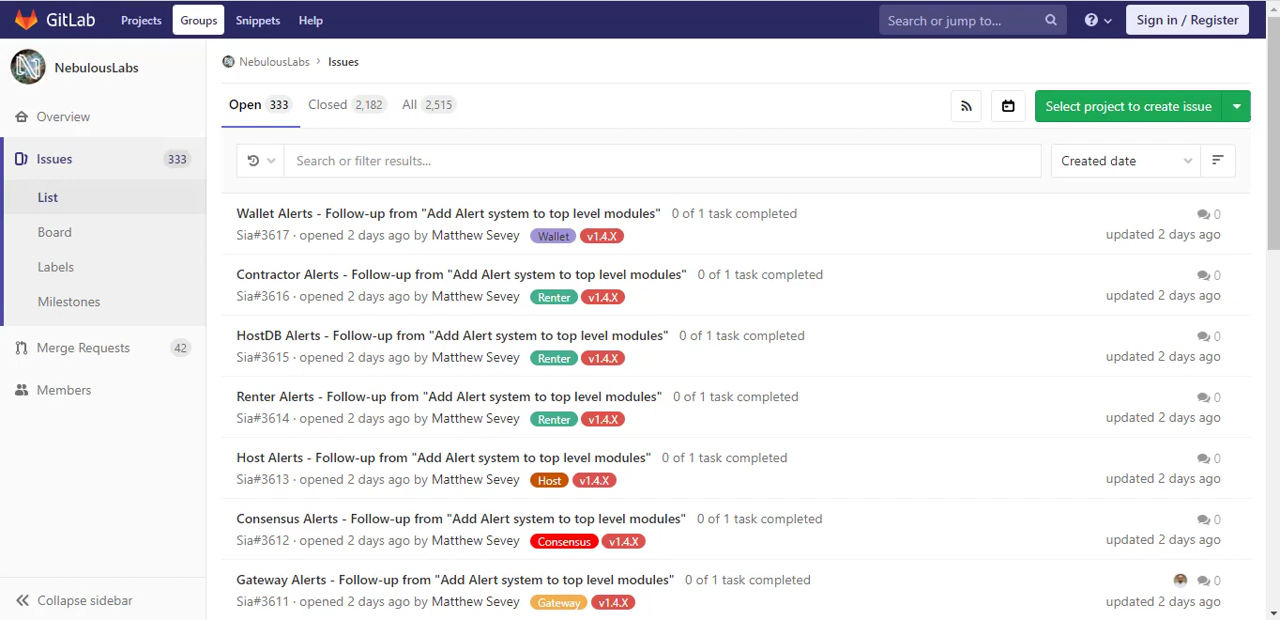 GitLab Projects Groups Snippets Help Search or jump to... Sign in / Register
NebulousLabs
Overview
Issues 333
List
Board
Labels
Milestones
Merge Requests 42
Members
Collapse sidebar
NebulousLabs › Issues
Open 333 Closed 2,182 All 2,515
Select project to create issue
Search or filter results... Created date
Wallet Alerts - Follow-up from "Add Alert system to top level modules" 0 of 1 task completed 0
Sia#3617 · opened 2 days ago by Matthew Sevey Wallet v1.4.X updated 2 days ago
Contractor Alerts - Follow-up from "Add Alert system to top level modules" 0 of 1 task completed 0
Sia#3616 · opened 2 days ago by Matthew Sevey Renter v1.4.X updated 2 days ago
HostDB Alerts - Follow-up from "Add Alert system to top level modules" 0 of 1 task completed 0
Sia#3615 · opened 2 days ago by Matthew Sevey Renter v1.4.X updated 2 days ago
Renter Alerts - Follow-up from "Add Alert system to top level modules" 0 of 1 task completed 0
Sia#3614 · opened 2 days ago by Matthew Sevey Renter v1.4.X updated 2 days ago
Host Alerts - Follow-up from "Add Alert system to top level modules" 0 of 1 task completed 0
Sia#3613 · opened 2 days ago by Matthew Sevey Host v1.4.X updated 2 days ago
Consensus Alerts - Follow-up from "Add Alert system to top level modules" 0 of 1 task completed 0
Sia#3612 · opened 2 days ago by Matthew Sevey Consensus v1.4.X updated 2 days ago
Gateway Alerts - Follow-up from "Add Alert system to top level modules" 0 of 1 task completed 0
Sia#3611 · opened 2 days ago by Matthew Sevey Gateway v1.4.X updated 2 days ago